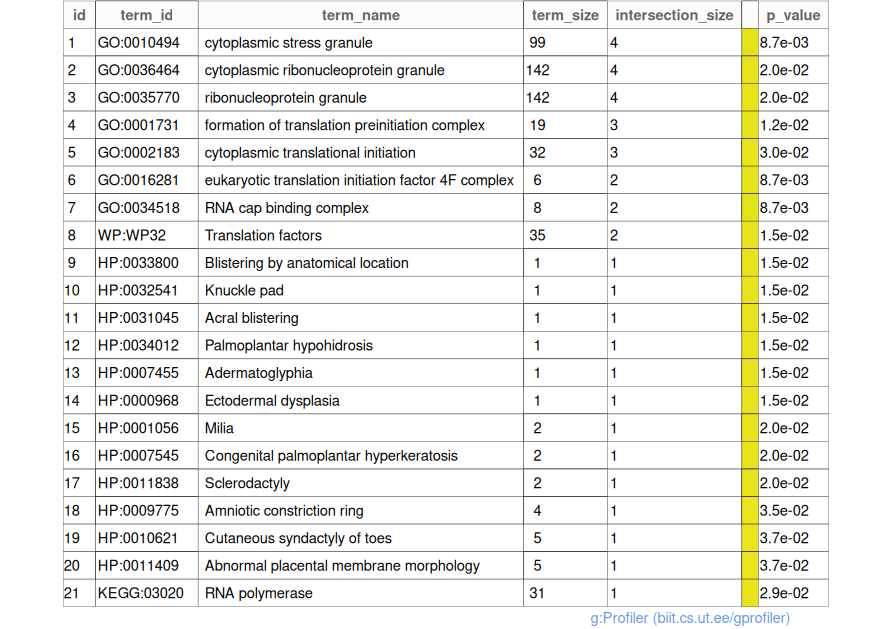 id term_id term_name term_size intersection_size p_value
1 GO:0010494 cytoplasmic stress granule 99 4 8.7e-03
2 GO:0036464 cytoplasmic ribonucleoprotein granule 142 4 2.0e-02
3 GO:0035770 ribonucleoprotein granule 142 4 2.0e-02
4 GO:0001731 formation of translation preinitiation complex 19 3 1.2e-02
5 GO:0002183 cytoplasmic translational initiation 32 3 3.0e-02
6 GO:0016281 eukaryotic translation initiation factor 4F complex 6 2 8.7e-03
7 GO:0034518 RNA cap binding complex 8 2 8.7e-03
8 WP:WP32 Translation factors 35 2 1.5e-02
9 HP:0033800 Blistering by anatomical location 1 1 1.5e-02
10 HP:0032541 Knuckle pad 1 1 1.5e-02
11 HP:0031045 Acral blistering 1 1 1.5e-02
12 HP:0034012 Palmoplantar hypohidrosis 1 1 1.5e-02
13 HP:0007455 Adermatoglyphia 1 1 1.5e-02
14 HP:0000968 Ectodermal dysplasia 1 1 1.5e-02
15 HP:0001056 Milia 2 1 2.0e-02
16 HP:0007545 Congenital palmoplantar hyperkeratosis 2 1 2.0e-02
17 HP:0011838 Sclerodactyly 2 1 2.0e-02
18 HP:0009775 Amniotic constriction ring 4 1 3.5e-02
19 HP:0010621 Cutaneous syndactyly of toes 5 1 3.7e-02
20 HP:0011409 Abnormal placental membrane morphology 5 1 3.7e-02
21 KEGG:03020 RNA polymerase 31 1 2.9e-02
g:Profiler (biit.cs.ut.ee/gprofiler)